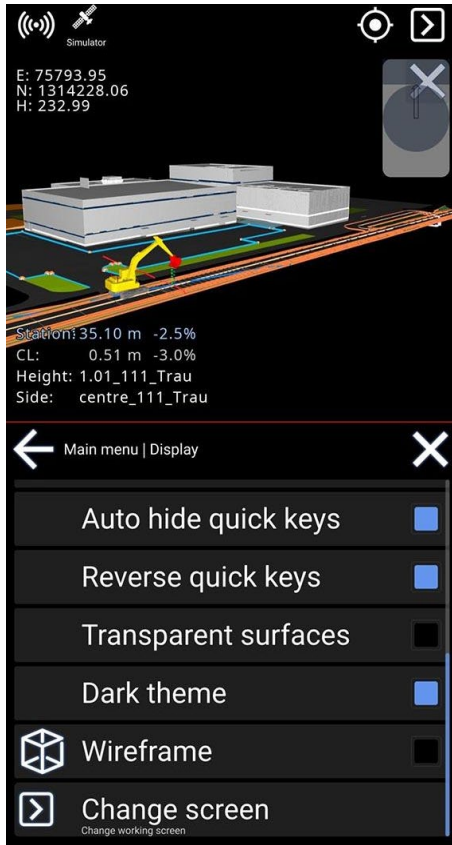 Simulator
E: 75793.95
N: 1314228.06
H: 232.99
Station: 35.10 m -2.5%
CL: 0.51 m -3.0%
Height: 1.01_111_Trau
Side: centre_111_Trau
Main menu | Display
Auto hide quick keys
Reverse quick keys
Transparent surfaces
Dark theme
Wireframe
Change screen
Change working screen